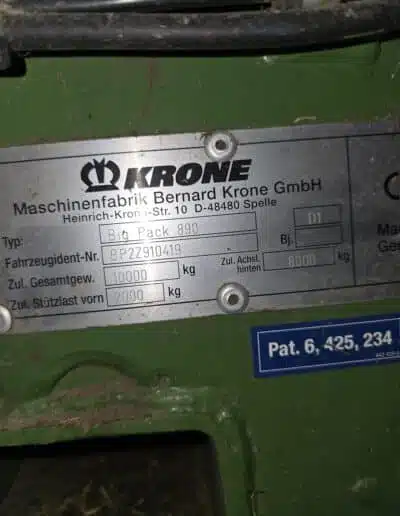 KRONE
Maschinenfabrik Bernard Krone GmbH
Heinrich-Krone-Str. 10 D-48480 Spelle
Typ: Big Pack 890 01
Fahrzeugident-Nr. Bj.
Zul. Gesamtgew. 10000 kg Zul. Achsl. hinten 8000 kg
Zul. Stützlast vorn 2000 kg
Pat. 6, 425, 234